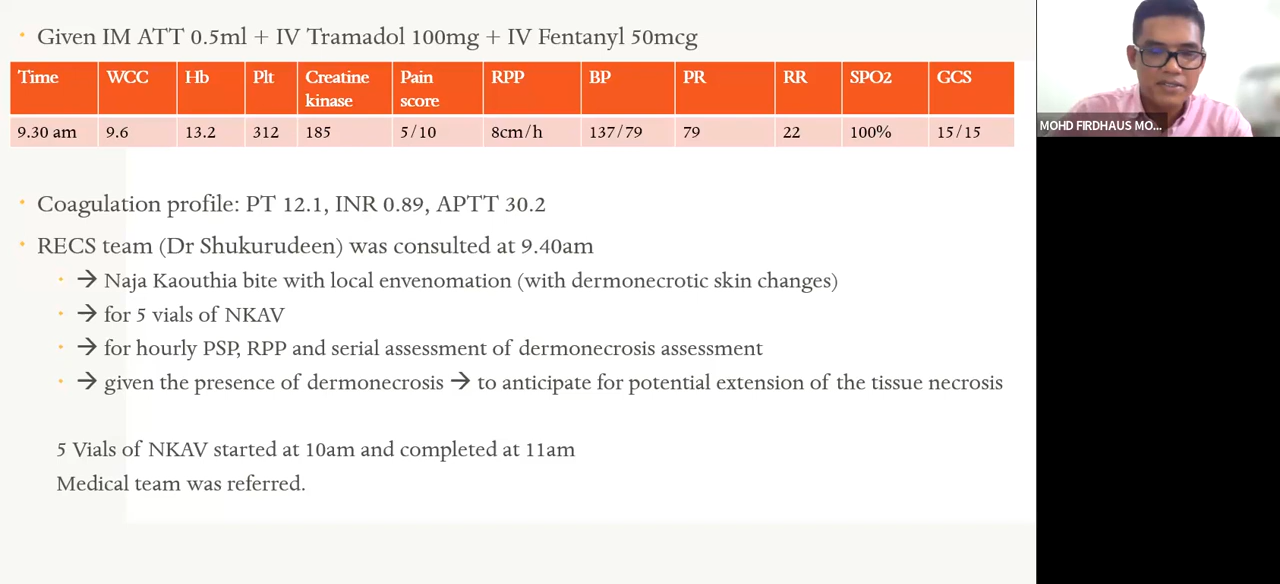 • Given IM ATT 0.5ml + IV Tramadol 100mg + IV Fentanyl 50mcg
Time WCC Hb Plt Creatine kinase Pain score RPP BP PR RR SPO2 GCS
9.30 am 9.6 13.2 312 185 5/10 8cm/h 137/79 79 22 100% 15/15
MOHD FIRDHAUS MO...
• Coagulation profile: PT 12.1, INR 0.89, APTT 30.2
• RECS team (Dr Shukurudeen) was consulted at 9.40am
• → Naja Kaouthia bite with local envenomation (with dermonecrotic skin changes)
• → for 5 vials of NKAV
• → for hourly PSP, RPP and serial assessment of dermonecrosis assessment
• → given the presence of dermonecrosis → to anticipate for potential extension of the tissue necrosis
5 Vials of NKAV started at 10am and completed at 11am
Medical team was referred.